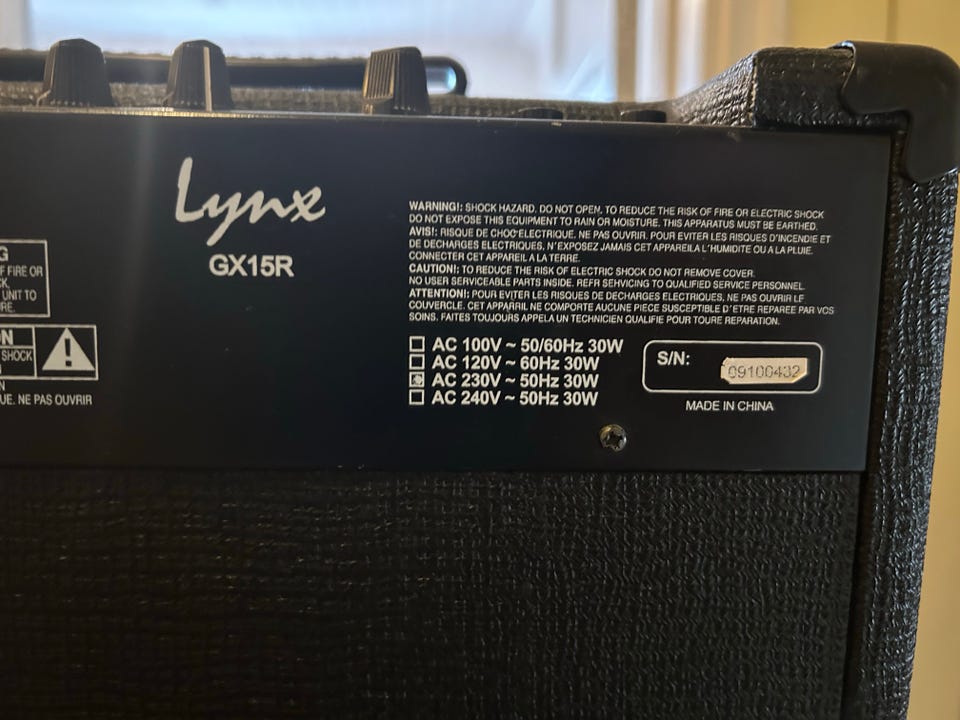 Lynx
GX15R
G
F FIRE OR
CK,
UNIT TO
RE.
ON
SHOCK
N
UE. NE PAS OUVRIR
WARNING!: SHOCK HAZARD. DO NOT OPEN, TO REDUCE THE RISK OF FIRE OR ELECTRIC SHOCK
DO NOT EXPOSE THIS EQUIPMENT TO RAIN OR MOISTURE. THIS APPARATUS MUST BE EARTHED.
AVIS!: RISQUE DE CHOC ELECTRIQUE. NE PAS OUVRIR. POUR EVITER LES RISQUES D'INCENDIE ET
DE DECHARGES ELECTRIQUES, N'EXPOSEZ JAMAIS CET APPAREILA L'HUMIDITE OU A LA PLUIE.
CONNECTER CET APPAREIL A LA TERRE.
CAUTION!: TO REDUCE THE RISK OF ELECTRIC SHOCK DO NOT REMOVE COVER.
NO USER SERVICEABLE PARTS INSIDE. REFR SERVICING TO QUALIFIED SERVICE PERSONNEL.
ATTENTION!: POUR EVITER LES RISQUES DE DECHARGES ELECTRIQUES, NE PAS OUVRIR LF
COUVERCLE. CET APPARRIL NE COMPORTE AUCUNE PIECE SUSCEPTIBLE D'ETRE REPAREE PAR VCS
SOINS. FAITES TOUJOURS APPELA UN TECHNICIEN QUALIFIE POUR TOURE REPARATION.
AC 100V ~ 50/60Hz 30W
AC 120V ~ 60Hz 30W
AC 230V ~ 50Hz 30W
AC 240V ~ 50Hz 30W
S/N: 09100432
MADE IN CHINA